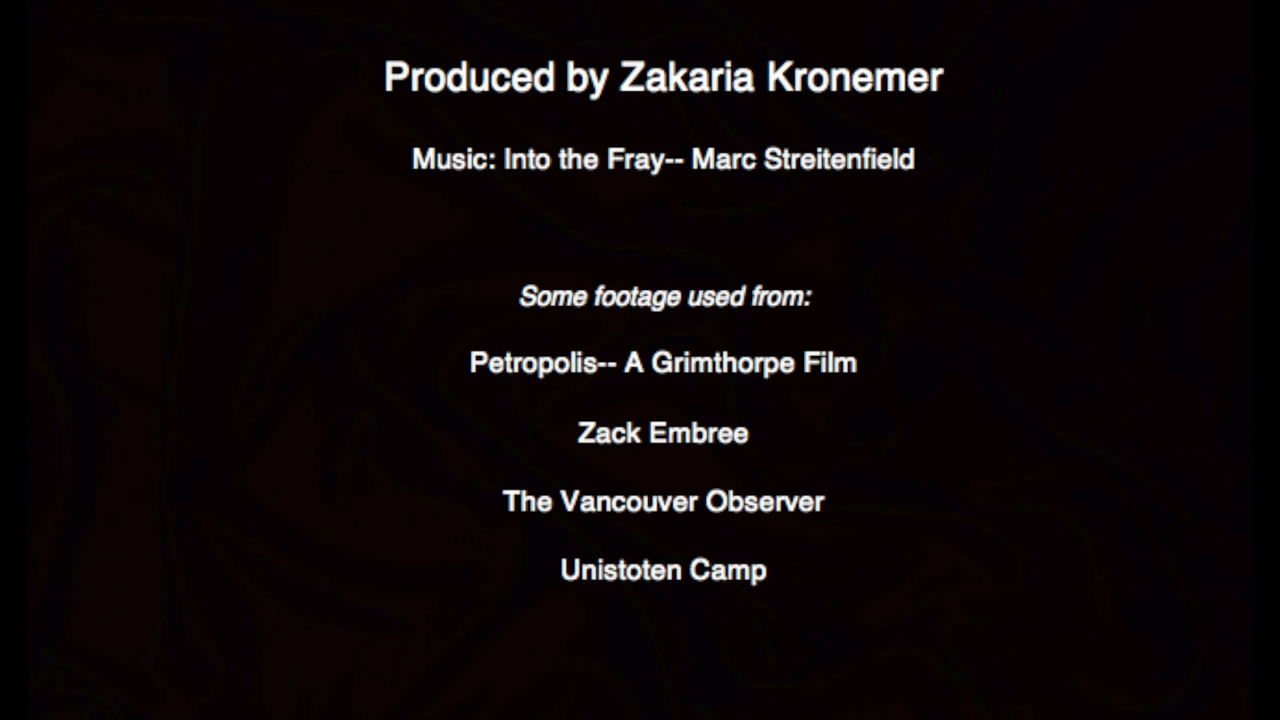 Produced by Zakaria Kronemer
Music: Into the Fray-- Marc Streitenfield
Some footage used from:
Petropolis-- A Grimthorpe Film
Zack Embree
The Vancouver Observer
Unistoten Camp